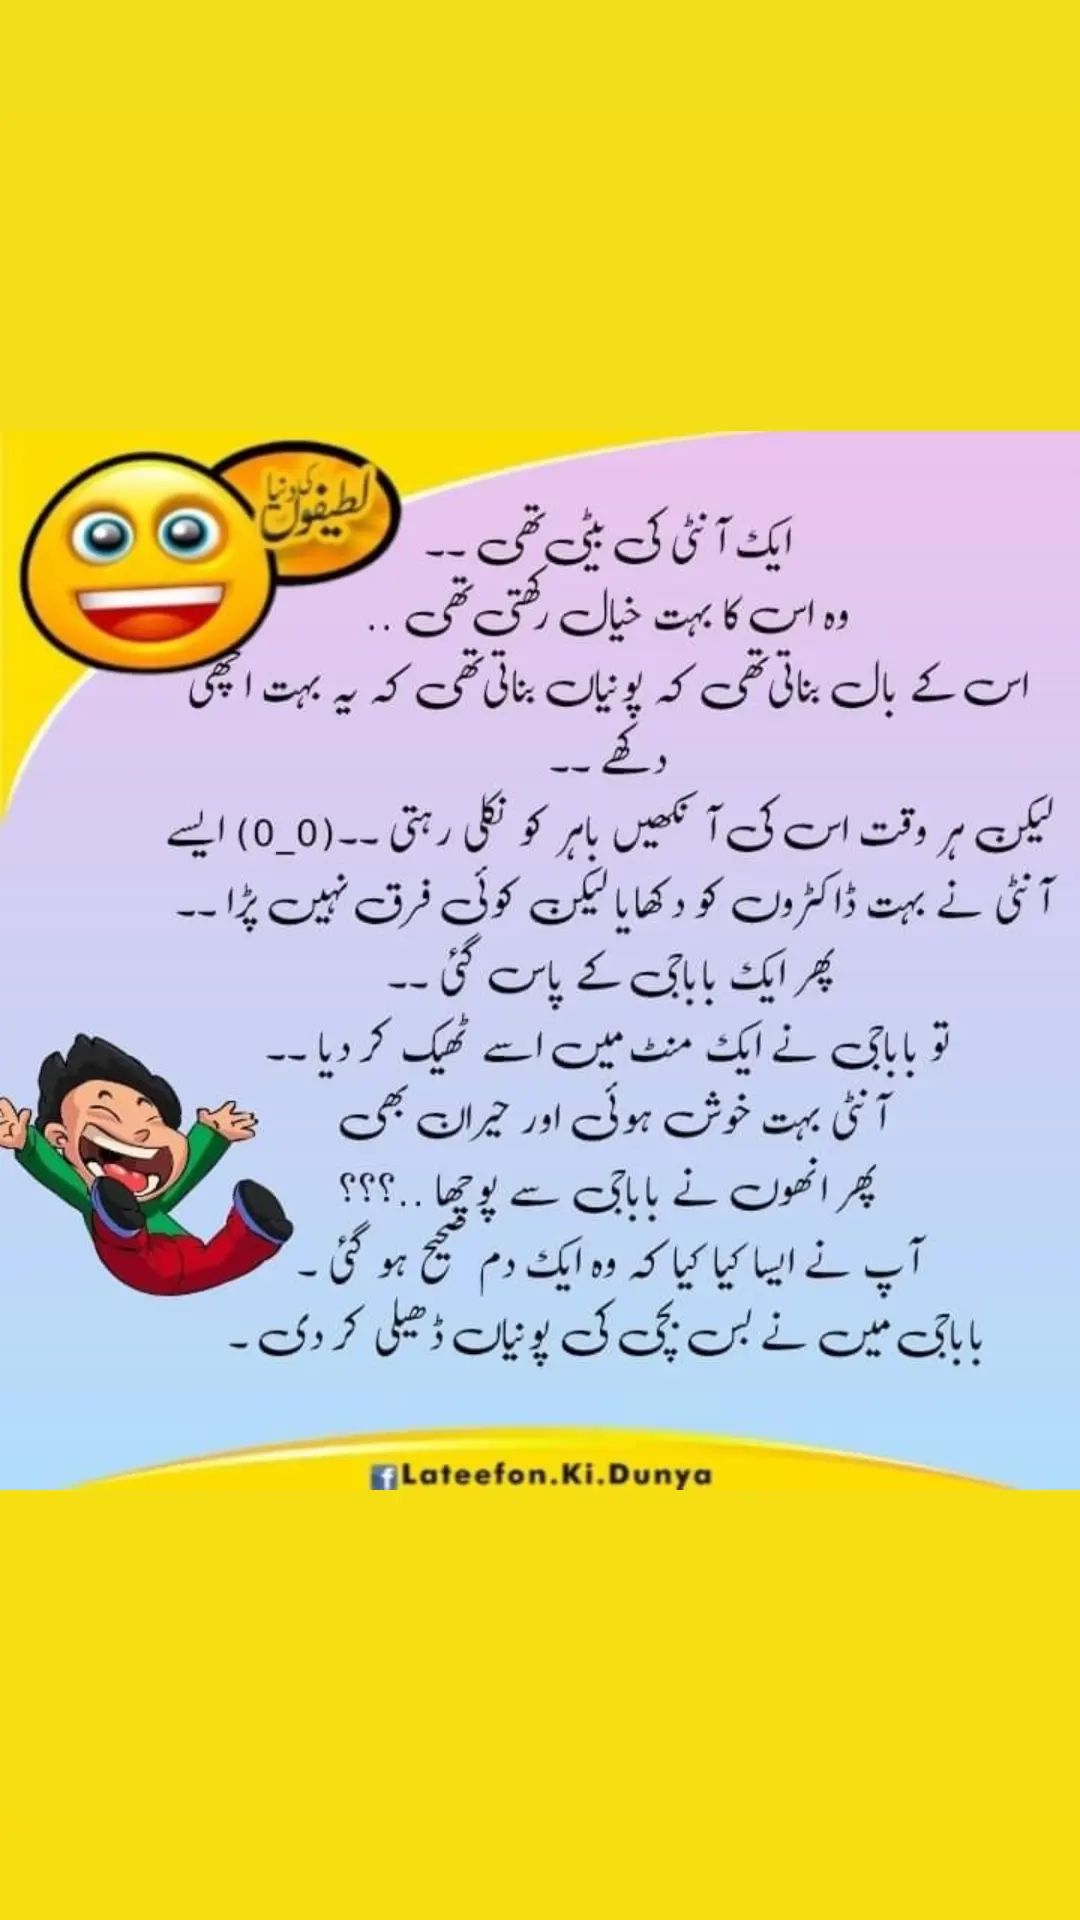 لطیفوں کی دنیا
ایک آنٹی کی بیٹی تھی ۔۔
وہ اس کا بہت خیال رکھتی تھی ..
اس کے بال بناتی تھی کہ پونیاں بناتی تھی کہ یہ بہت اچھی
دکھے ۔۔
لیکن ہر وقت اس کی آنکھیں باہر کو نکلی رہتی ۔۔(0_0) ایسے
آنٹی نے بہت ڈاکٹروں کو دکھایا لیکن کوئی فرق نہیں پڑا ۔۔
پھر ایک باباجی کے پاس گئی ۔۔
تو باباجی نے ایک منٹ میں اسے ٹھیک کر دیا ۔۔
آنٹی بہت خوش ہوئی اور حیران بھی
پھر انھوں نے باباجی سے پوچھا ..؟؟؟
آپ نے ایسا کیا کیا کہ وہ ایک دم صحیح ہو گئی ۔
باباجی میں نے بس بچی کی پونیاں ڈھیلی کر دی ۔
f Lateefon.Ki.Dunya